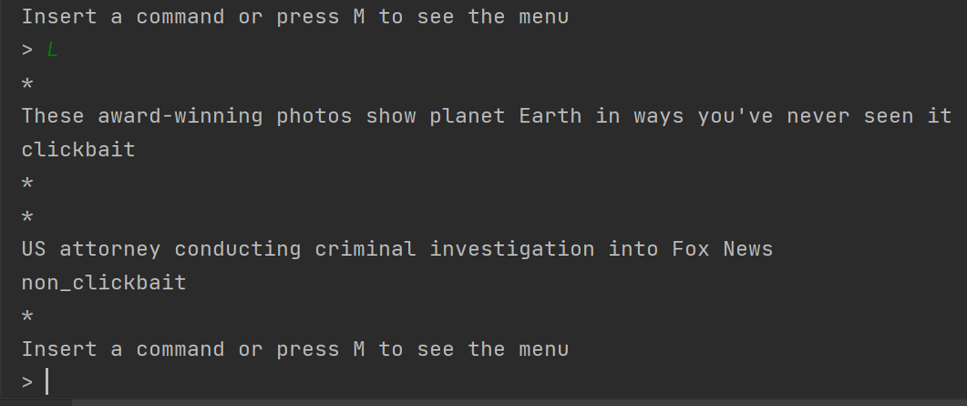 Insert a command or press M to see the menu
> L
*
These award-winning photos show planet Earth in ways you've never seen it
clickbait
*
*
US attorney conducting criminal investigation into Fox News
non_clickbait
*
Insert a command or press M to see the menu
>